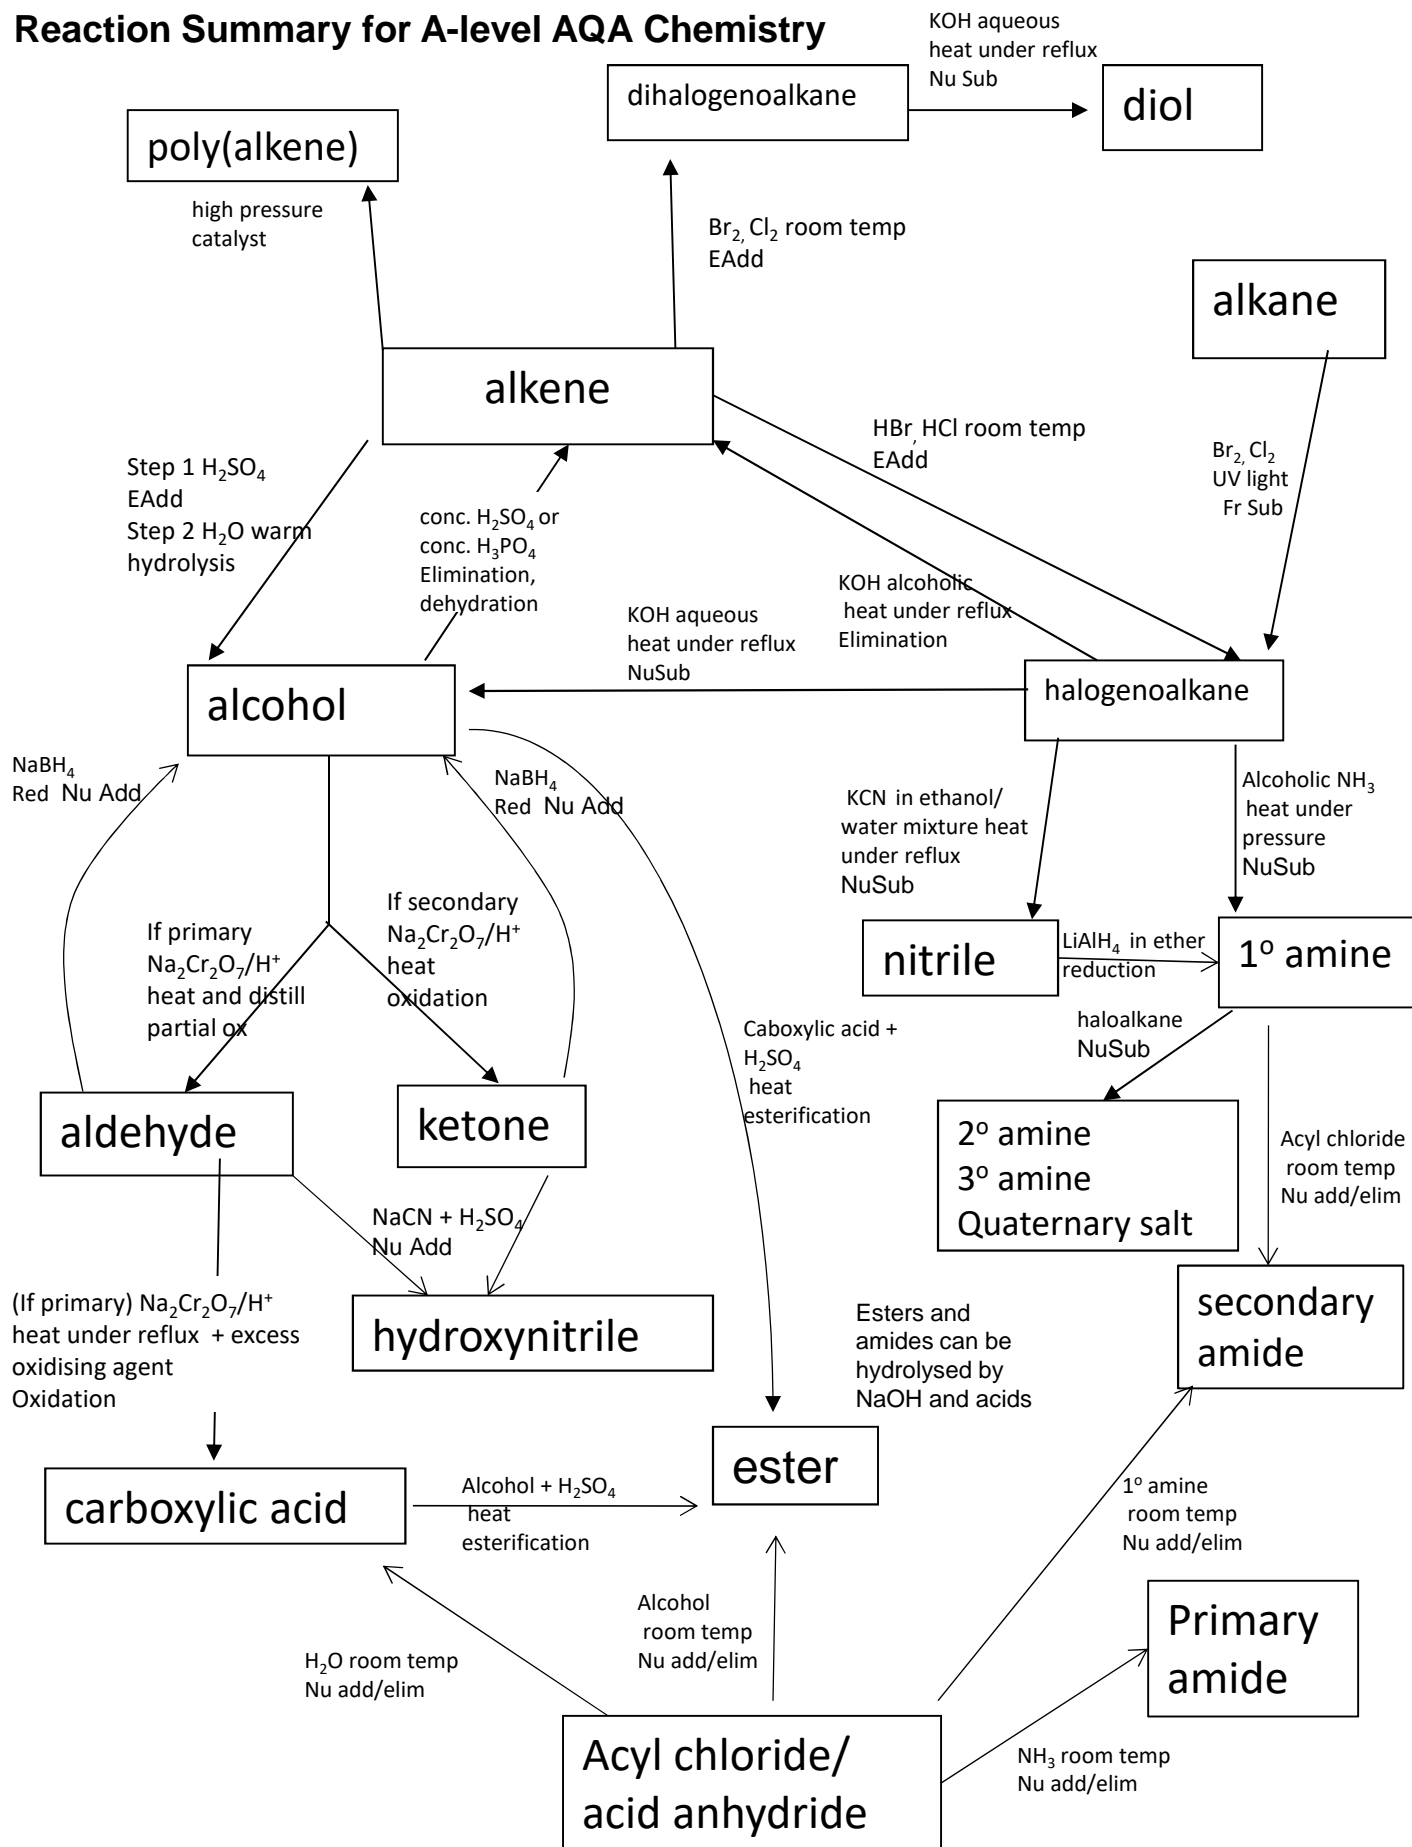 Reaction Summary for A-level AQA Chemistry
KOH aqueous
heat under reflux
Nu Sub
dihalogenoalkane
diol
poly(alkene)
high pressure
catalyst
Br₂, Cl₂ room temp
EAdd
alkane
alkene
HBr, HCl room temp
EAdd
Br₂, Cl₂
UV light
Fr Sub
Step 1 H₂SO₄
EAdd
Step 2 H₂O warm
hydrolysis
conc. H₂SO₄ or
conc. H₃PO₄
Elimination,
dehydration
KOH alcoholic
heat under reflux
Elimination
KOH aqueous
heat under reflux
NuSub
alcohol
halogenoalkane
NaBH₄
Red Nu Add
NaBH₄
Red Nu Add
KCN in ethanol/
water mixture heat
under reflux
NuSub
Alcoholic NH₃
heat under
pressure
NuSub
If primary
Na₂Cr₂O₇/H⁺
heat and distill
partial ox
If secondary
Na₂Cr₂O₇/H⁺
heat
oxidation
nitrile
LiAlH₄ in ether
reduction
1º amine
haloalkane
NuSub
Caboxylic acid +
H₂SO₄
heat
esterification
aldehyde
ketone
2º amine
3º amine
Quaternary salt
Acyl chloride
room temp
Nu add/elim
NaCN + H₂SO₄
Nu Add
(If primary) Na₂Cr₂O₇/H⁺
heat under reflux + excess
oxidising agent
Oxidation
hydroxynitrile
Esters and
amides can be
hydrolysed by
NaOH and acids
secondary
amide
ester
carboxylic acid
Alcohol + H₂SO₄
heat
esterification
1º amine
room temp
Nu add/elim
Alcohol
room temp
Nu add/elim
Primary
amide
H₂O room temp
Nu add/elim
Acyl chloride/
acid anhydride
NH₃ room temp
Nu add/elim